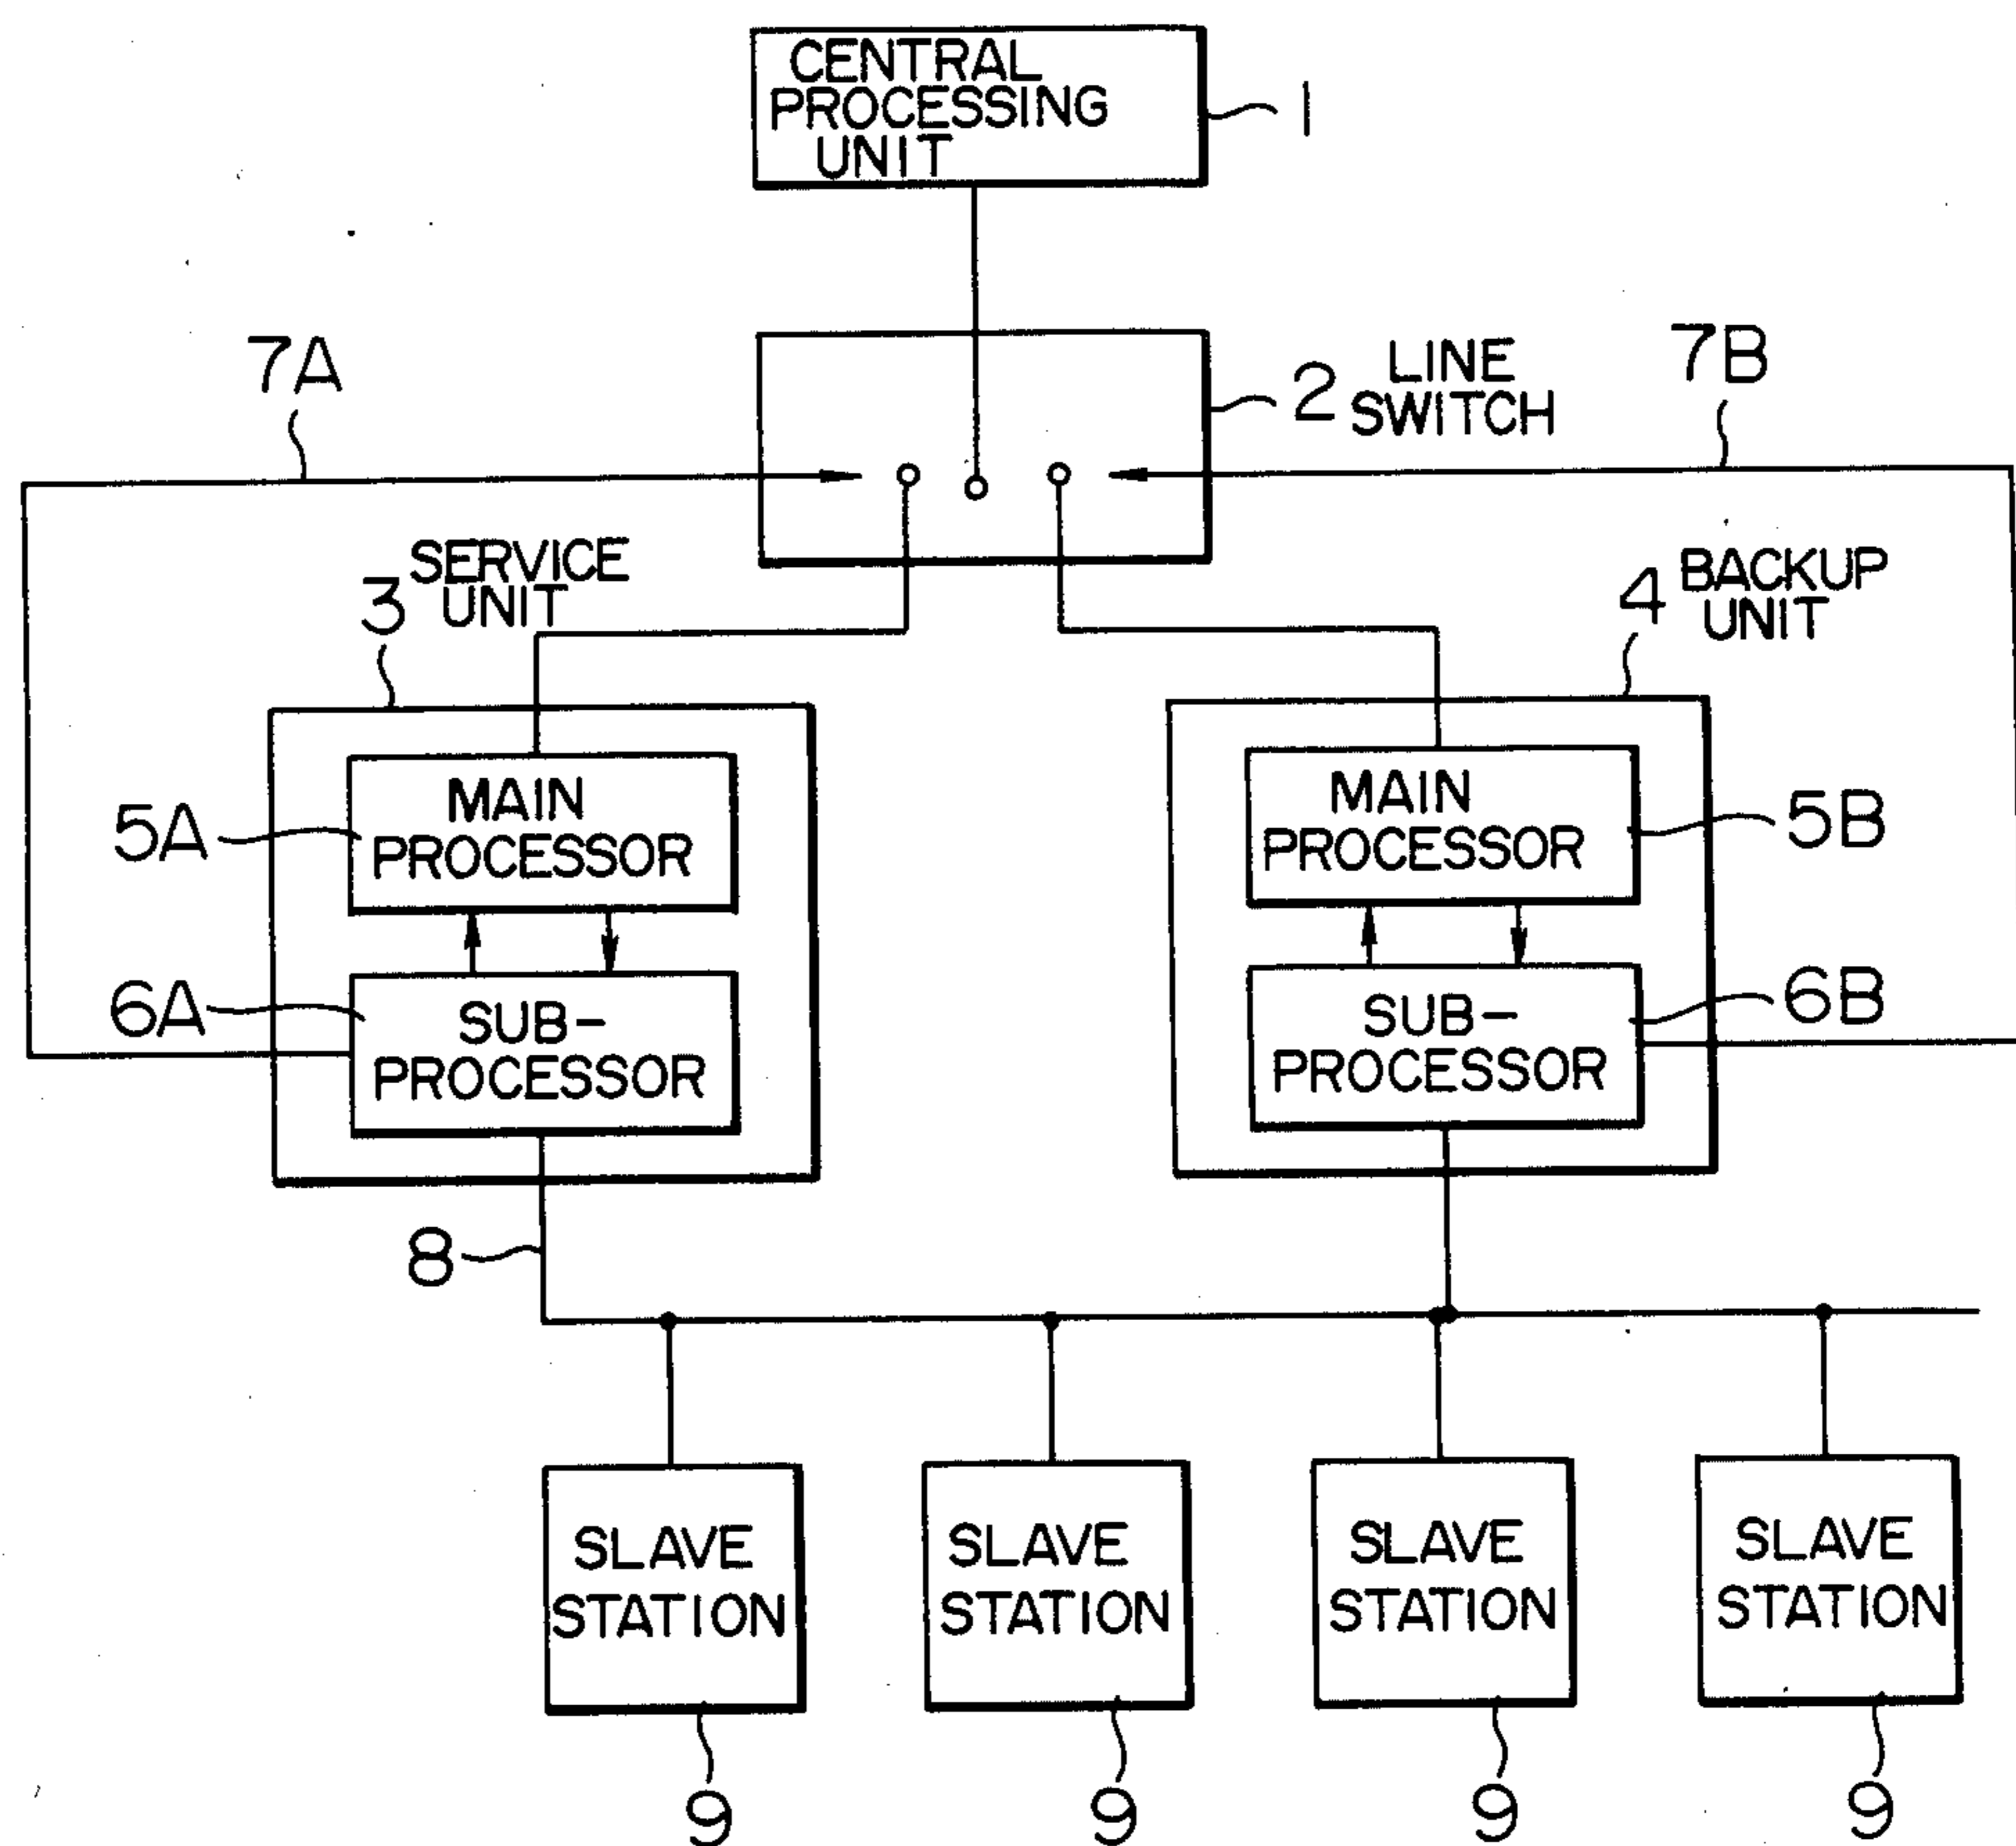 CENTRAL
PROCESSING
UNIT
1
7A
2
LINE
SWITCH
7B
3
SERVICE
UNIT
4
BACKUP
UNIT
5A
MAIN
PROCESSOR
MAIN
PROCESSOR
5B
6A
SUB-
PROCESSOR
SUB-
PROCESSOR
6B
8
SLAVE
STATION
SLAVE
STATION
SLAVE
STATION
SLAVE
STATION
9
9
9
9